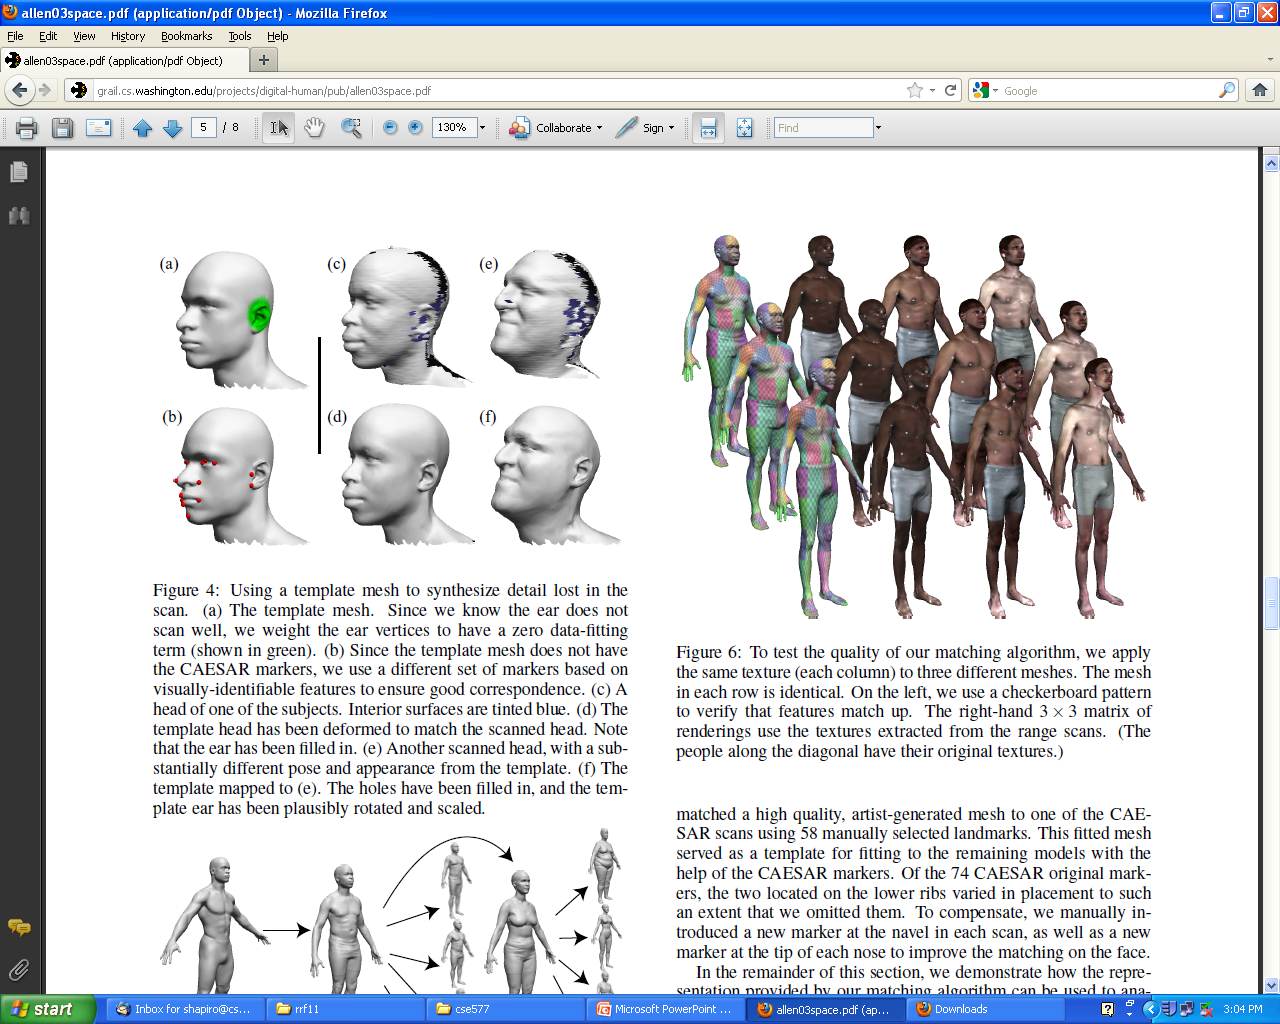 allen03space.pdf (application/pdf Object) - Mozilla Firefox
File Edit View History Bookmarks Tools Help
allen03space.pdf (application/pdf Object)
grail.cs.washington.edu/projects/digital-human/pub/allen03space.pdf
Google
5 / 8
130%
Collaborate
Sign
Find
(a)
(c)
(e)
(b)
(d)
(f)
Figure 4: Using a template mesh to synthesize detail lost in the
scan. (a) The template mesh. Since we know the ear does not
scan well, we weight the ear vertices to have a zero data-fitting
term (shown in green). (b) Since the template mesh does not have
the CAESAR markers, we use a different set of markers based on
visually-identifiable features to ensure good correspondence. (c) A
head of one of the subjects. Interior surfaces are tinted blue. (d) The
template head has been deformed to match the scanned head. Note
that the ear has been filled in. (e) Another scanned head, with a sub-
stantially different pose and appearance from the template. (f) The
template mapped to (e). The holes have been filled in, and the tem-
plate ear has been plausibly rotated and scaled.
Figure 6: To test the quality of our matching algorithm, we apply
the same texture (each column) to three different meshes. The mesh
in each row is identical. On the left, we use a checkerboard pattern
to verify that features match up. The right-hand 3 × 3 matrix of
renderings use the textures extracted from the range scans. (The
people along the diagonal have their original textures.)
matched a high quality, artist-generated mesh to one of the CAE-
SAR scans using 58 manually selected landmarks. This fitted mesh
served as a template for fitting to the remaining models with the
help of the CAESAR markers. Of the 74 CAESAR original mark-
ers, the two located on the lower ribs varied in placement to such
an extent that we omitted them. To compensate, we manually in-
troduced a new marker at the navel in each scan, as well as a new
marker at the tip of each nose to improve the matching on the face.
In the remainder of this section, we demonstrate how the repre-
sentation provided by our matching algorithm can be used to ana-
start
Inbox for shapiro@cs...
rrf11
cse577
Microsoft PowerPoint ...
allen03space.pdf (ap...
Downloads
3:04 PM